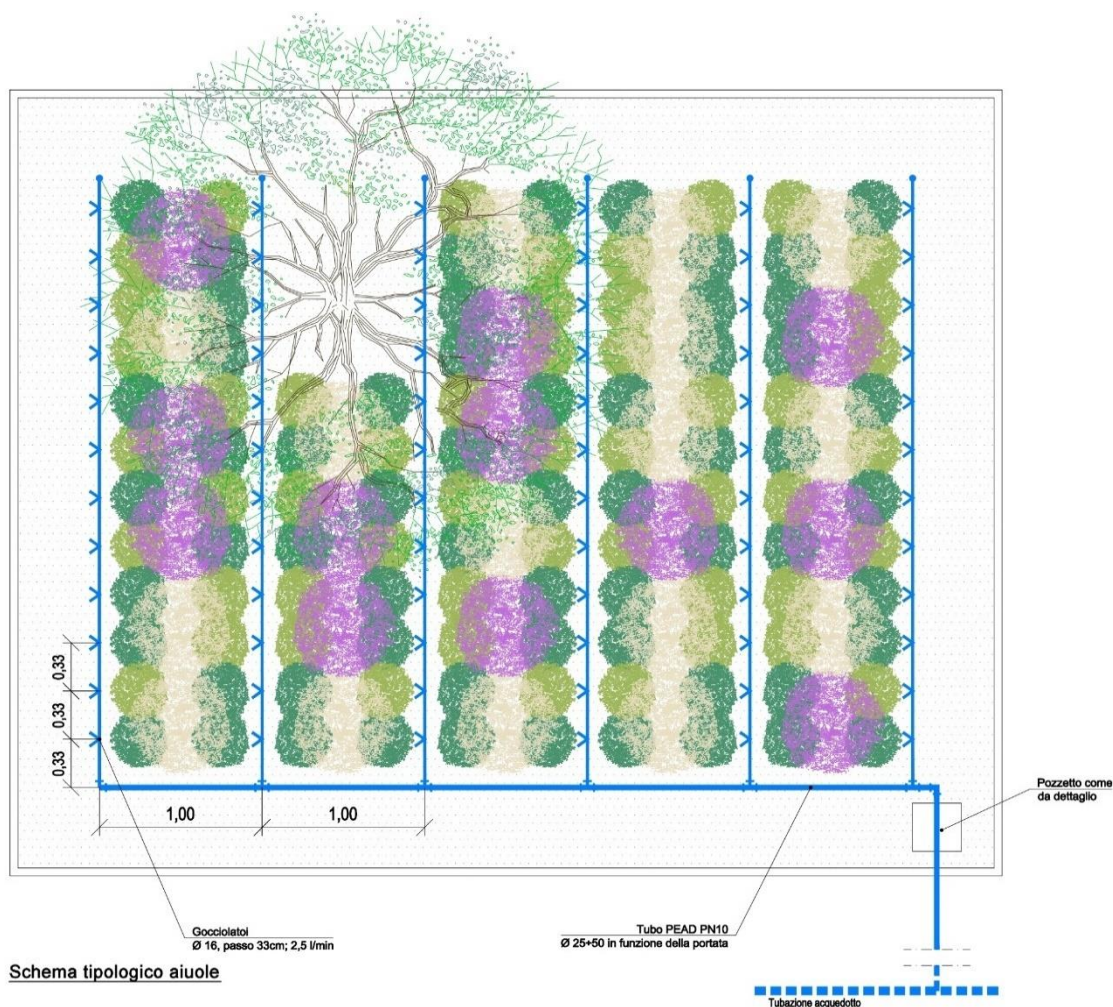 0,33
0,33
0,33
1,00
1,00
Pozzetto come
da dettaglio
Gocciolatoi
Ø 16, passo 33cm; 2,5 l/min
Tubo PEAD PN10
Ø 25+50 in funzione della portata
Schema tipologico aiuole
Tubazione acquedotto